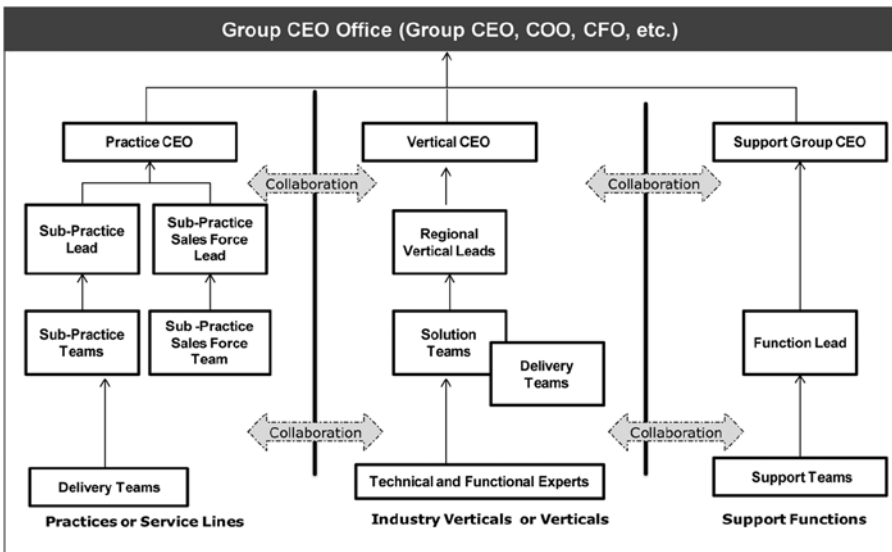 Group CEO Office (Group CEO, COO, CFO, etc.)
Practice CEO
Vertical CEO
Support Group CEO
Collaboration
Collaboration
Sub-Practice
Lead
Sub-Practice
Sales Force
Lead
Regional
Vertical Leads
Sub-Practice
Teams
Sub -Practice
Sales Force
Team
Solution
Teams
Delivery
Teams
Function Lead
Collaboration
Collaboration
Delivery Teams
Technical and Functional Experts
Support Teams
Practices or Service Lines
Industry Verticals or Verticals
Support Functions